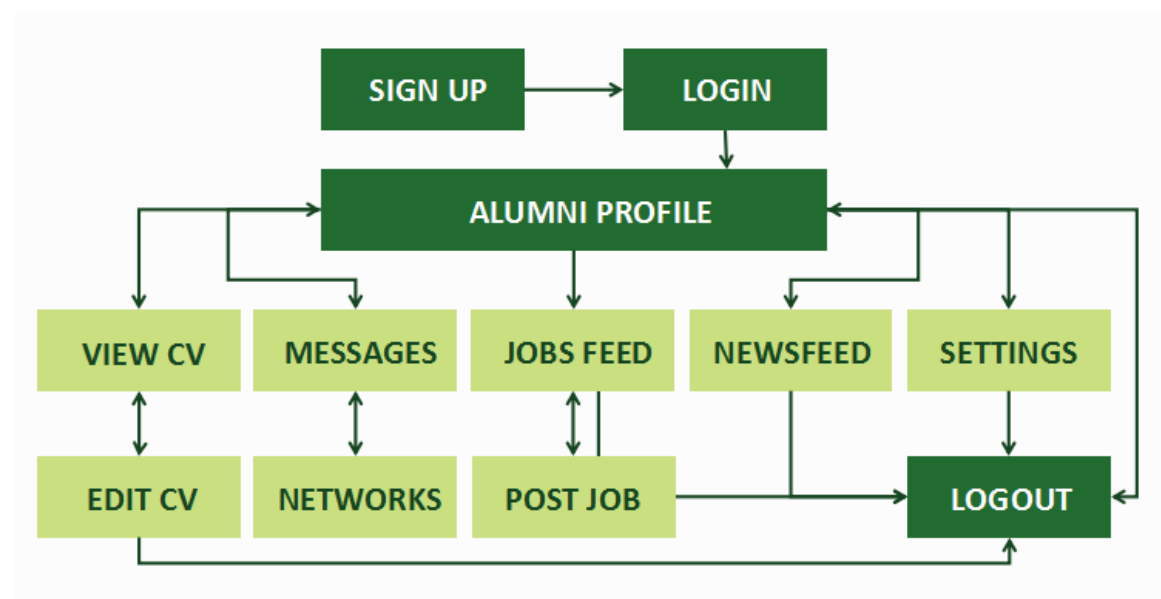 SIGN UP
LOGIN
ALUMNI PROFILE
VIEW CV
MESSAGES
JOBS FEED
NEWSFEED
SETTINGS
EDIT CV
NETWORKS
POST JOB
LOGOUT